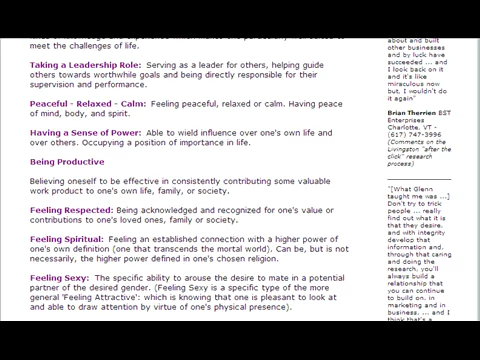 meet the challenges of life.
Taking a Leadership Role: Serving as a leader for others, helping guide
others towards worthwhile goals and being directly responsible for their
supervision and performance.
Peaceful - Relaxed - Calm: Feeling peaceful, relaxed or calm. Having peace
of mind, body, and spirit.
Having a Sense of Power: Able to wield influence over one's own life and
over others. Occupying a position of importance in life.
Being Productive
Believing oneself to be effective in consistently contributing some valuable
work product to one's own life, family, or society.
Feeling Respected: Being acknowledged and recognized for one's value or
contributions to one's loved ones, family or society.
Feeling Spiritual: Feeling an established connection with a higher power of
one's own definition (one that transcends the mortal world). Can be, but is not
necessarily, the higher power defined in one's chosen religion.
Feeling Sexy: The specific ability to arouse the desire to mate in a potential
partner of the desired gender. (Feeling Sexy is a specific type of the more
general 'Feeling Attractive': which is knowing that one is pleasant to look at
and able to draw attention by virtue of one's physical presence).
about and built
other businesses
and by luck have
succeeded ... and
I look back on it
and it's like
miraculous now
but, I wouldn't do
it again"
Brian Therrien BST
Enterprises
Charlotte, VT -
(617) 747-3996
(Comments on the
Livingston "after the
click" research
process)
"[What Glenn
taught me was ...]
Don't try to trick
people ... really
find out what it is
that they desire,
and with integrity
develop that
information and,
through that caring
and doing the
research, you'll
always build a
relationship that
you can continue
to build on, in
marketing and in
business. ... and I
think that's a